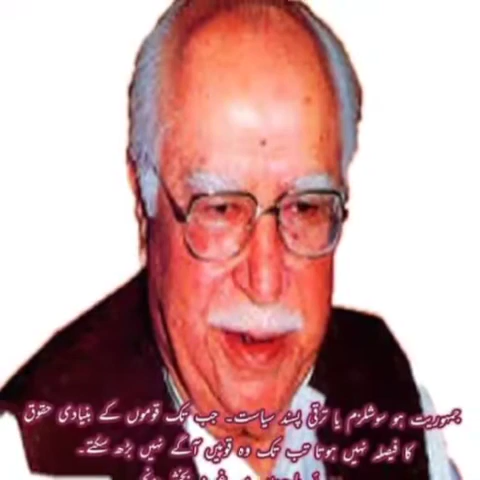 جمہوریت ہو سوشلزم یا ترقی پسند سیاست۔ جب تک قوموں کے بنیادی حقوق
کا فیصلہ نہیں ہوتا تب تک وہ قومیں آگے نہیں بڑھ سکتے۔